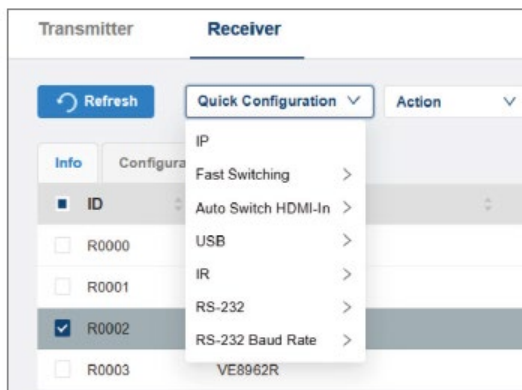 Transmitter Receiver
Refresh Quick Configuration Action
IP
Info Configura
Fast Switching
ID
Auto Switch HDMI-In
R0000
USB
R0001
IR
RS-232
R0002
RS-232 Baud Rate
R0003 VE8962R